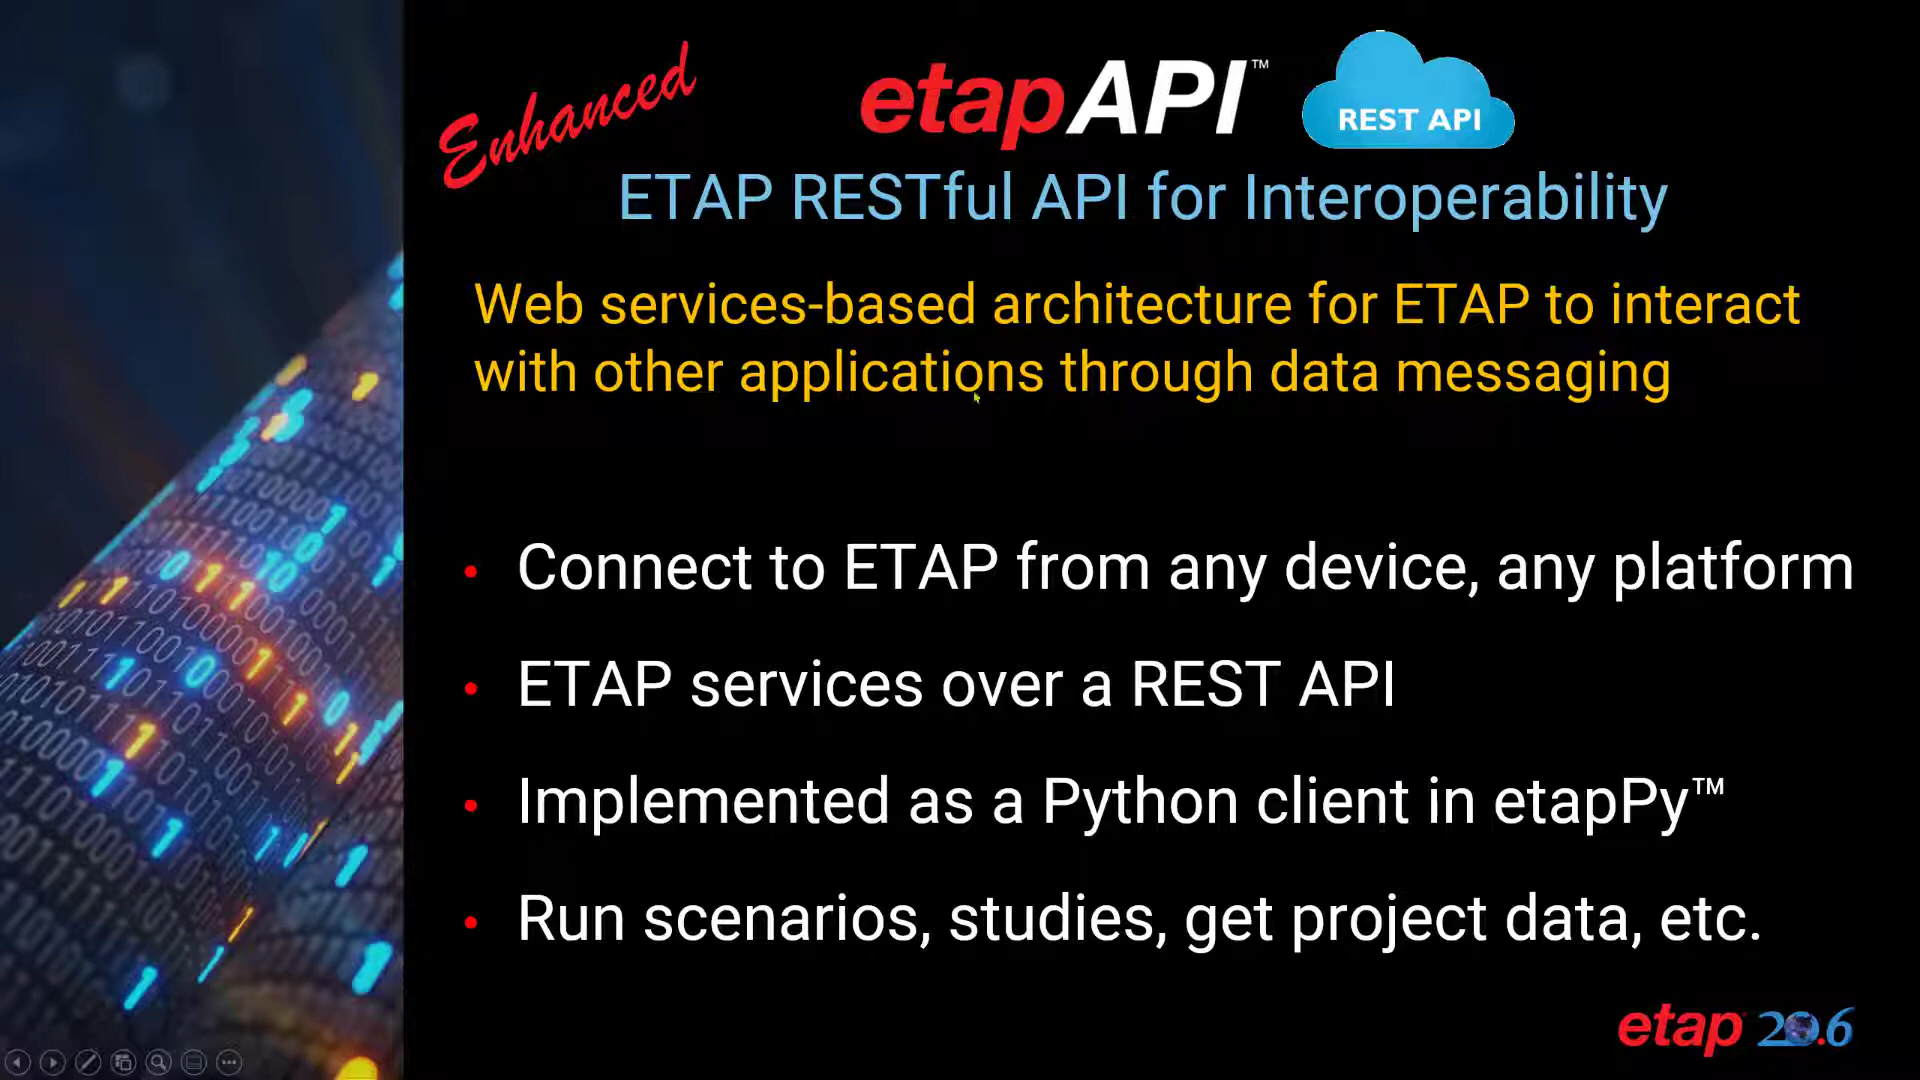 Enhanced
etapAPI™
REST API
ETAP RESTful API for Interoperability
Web services-based architecture for ETAP to interact
with other applications through data messaging
• Connect to ETAP from any device, any platform
• ETAP services over a REST API
• Implemented as a Python client in etapPy™
• Run scenarios, studies, get project data, etc.
etap 20.6